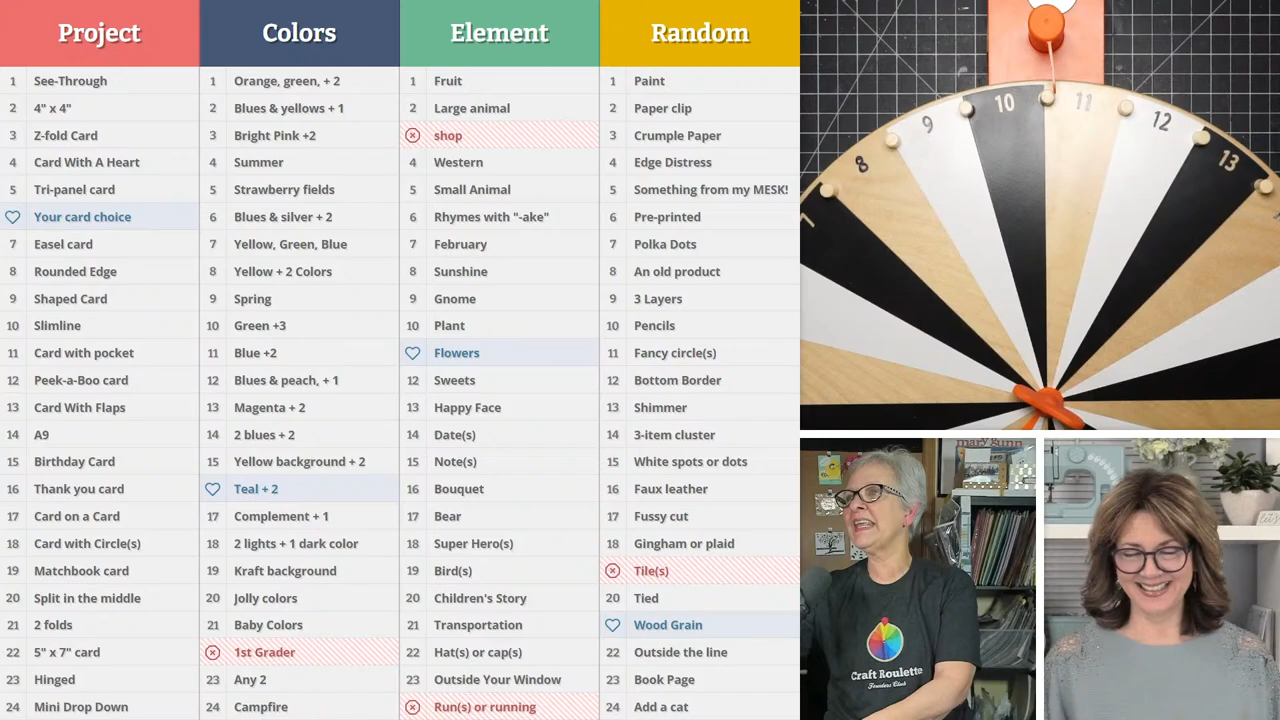 Project
1 See-Through
2 4" x 4"
3 Z-fold Card
4 Card With A Heart
5 Tri-panel card
Your card choice
7 Easel card
8 Rounded Edge
9 Shaped Card
10 Slimline
11 Card with pocket
12 Peek-a-Boo card
13 Card With Flaps
14 A9
15 Birthday Card
16 Thank you card
17 Card on a Card
18 Card with Circle(s)
19 Matchbook card
20 Split in the middle
21 2 folds
22 5" x 7" card
23 Hinged
24 Mini Drop Down
Colors
1 Orange, green, + 2
2 Blues & yellows + 1
3 Bright Pink +2
4 Summer
5 Strawberry fields
6 Blues & silver + 2
7 Yellow, Green, Blue
8 Yellow + 2 Colors
9 Spring
10 Green +3
11 Blue +2
12 Blues & peach, + 1
13 Magenta + 2
14 2 blues + 2
15 Yellow background + 2
Teal + 2
17 Complement + 1
18 2 lights + 1 dark color
19 Kraft background
20 Jolly colors
21 Baby Colors
1st Grader
23 Any 2
24 Campfire
Element
1 Fruit
2 Large animal
shop
4 Western
5 Small Animal
6 Rhymes with "-ake"
7 February
8 Sunshine
9 Gnome
10 Plant
Flowers
12 Sweets
13 Happy Face
14 Date(s)
15 Note(s)
16 Bouquet
17 Bear
18 Super Hero(s)
19 Bird(s)
20 Children's Story
21 Transportation
22 Hat(s) or cap(s)
23 Outside Your Window
Run(s) or running
Random
1 Paint
2 Paper clip
3 Crumple Paper
4 Edge Distress
5 Something from my MESK!
6 Pre-printed
7 Polka Dots
8 An old product
9 3 Layers
10 Pencils
11 Fancy circle(s)
12 Bottom Border
13 Shimmer
14 3-item cluster
15 White spots or dots
16 Faux leather
17 Fussy cut
18 Gingham or plaid
Tile(s)
20 Tied
Wood Grain
22 Outside the line
23 Book Page
24 Add a cat
7
8
9
10
11
12
13
mary gunn
Craft Roulette
Founders Club
let's